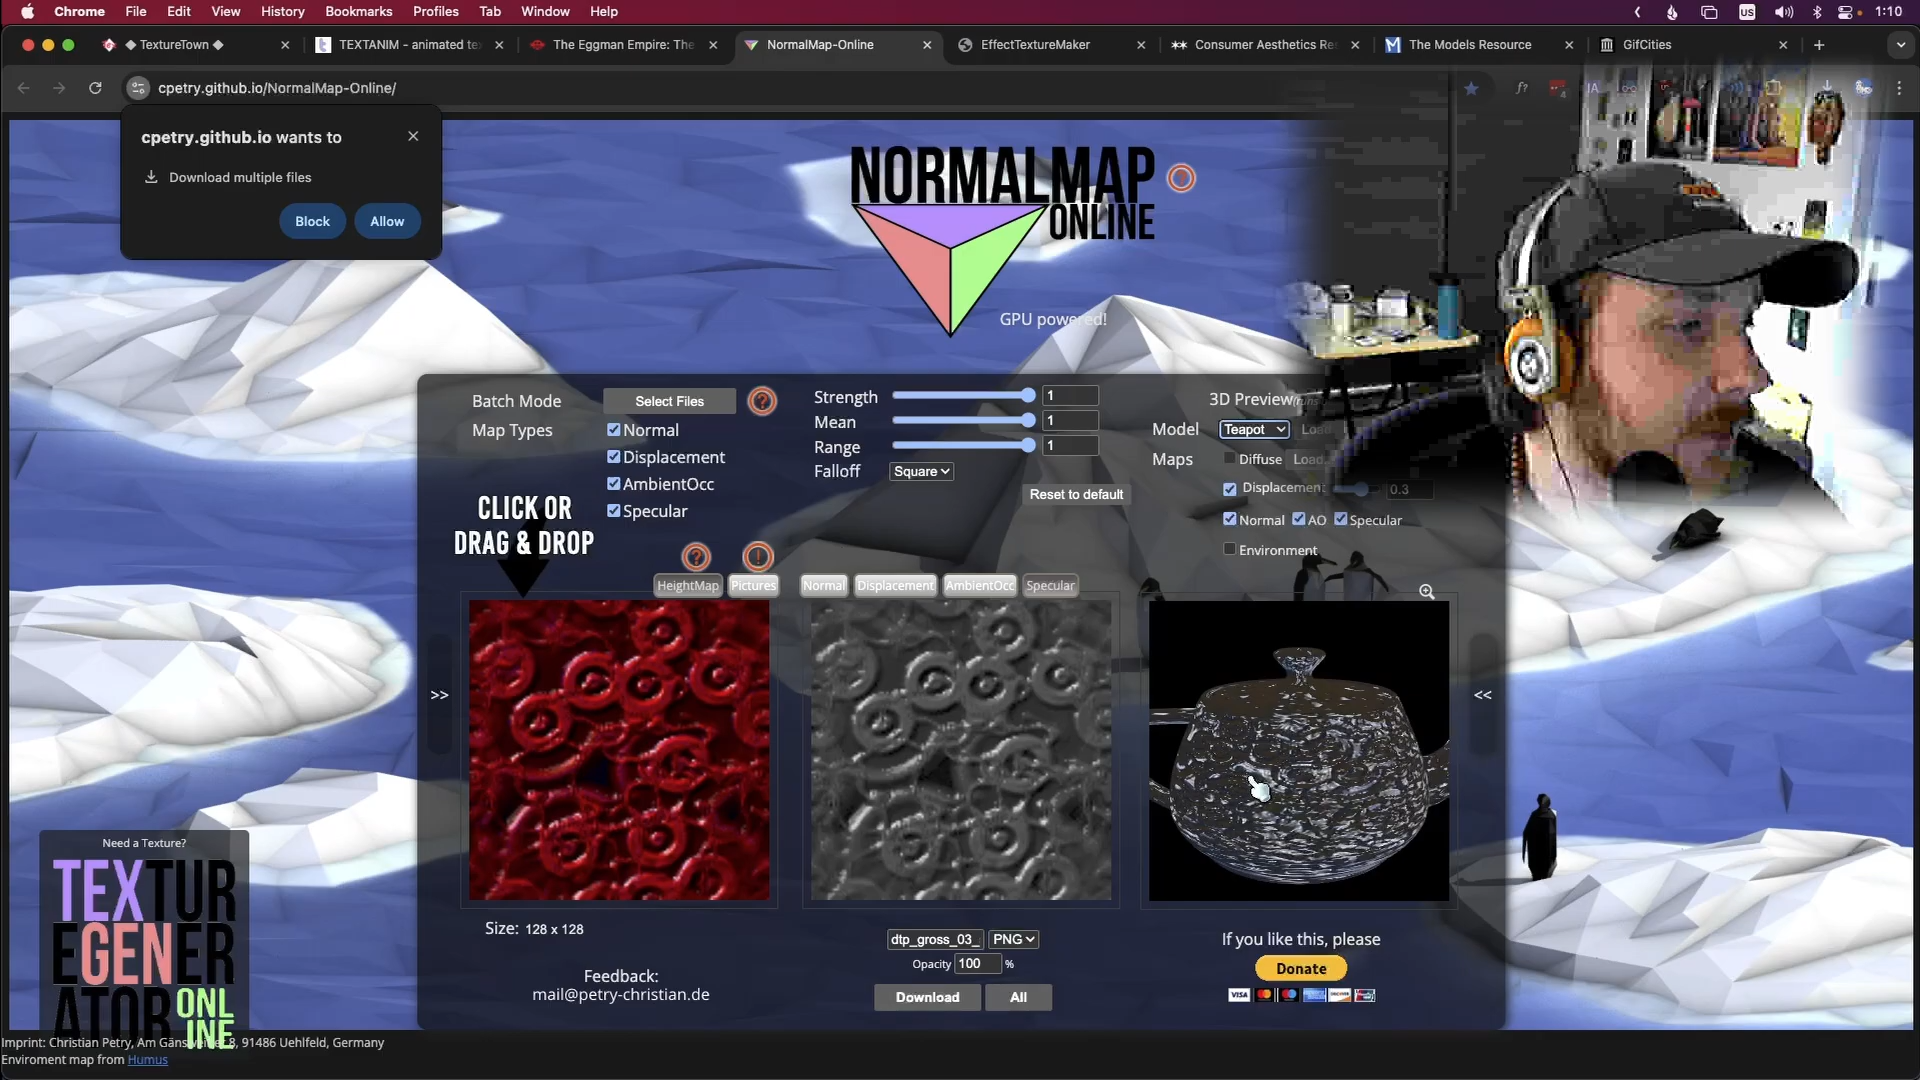 Chrome File Edit View History Bookmarks Profiles Tab Window Help
US 1:10
◆ TextureTown ◆
TEXTANIM - animated te
The Eggman Empire: The
NormalMap-Online
EffectTextureMaker
Consumer Aesthetics Re
The Models Resource
GifCities
cpetry.github.io/NormalMap-Online/
cpetry.github.io wants to
Download multiple files
Block Allow
NORMALMAP
ONLINE
GPU powered!
Batch Mode Select Files
Map Types
Normal
Displacement
AmbientOcc
Specular
CLICK OR
DRAG & DROP
Strength 1
Mean 1
Range 1
Falloff Square
Reset to default
3D Preview
Model Teapot
Maps Diffuse
Displacement 0.3
Normal AO Specular
Environment
HeightMap Pictures
Normal Displacement AmbientOcc Specular
>>
<<
Size: 128 x 128
Feedback:
mail@petry-christian.de
dtp_gross_03_ PNG
Opacity 100 %
Download All
If you like this, please
Donate
VISA
Need a Texture?
TEXTUR
EGENER
ATOR ONL
INE
Imprint: Christian Petry, Am 8, 91486 Uehlfeld, Germany
Enviroment map from Humus